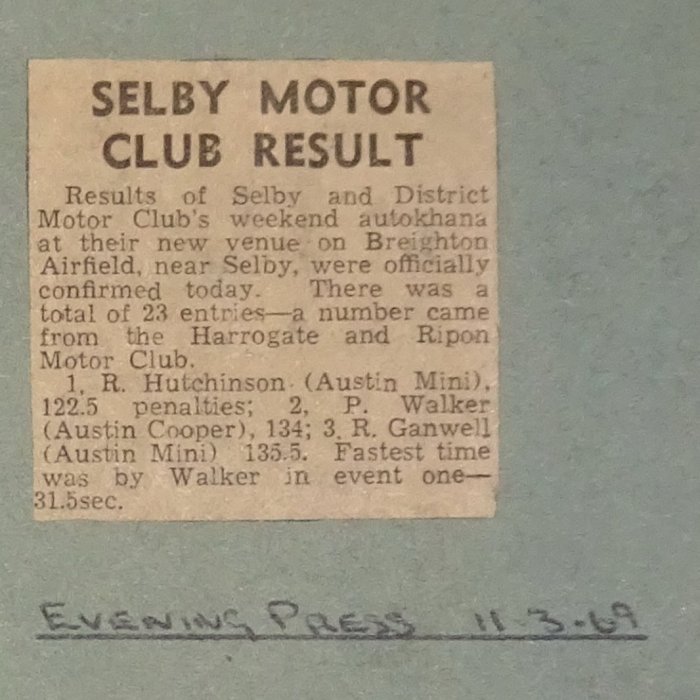 SELBY MOTOR
CLUB RESULT
Results of Selby and District
Motor Club's weekend autokhana
at their new venue on Breighton
Airfield, near Selby, were officially
confirmed today. There was a
total of 23 entries—a number came
from the Harrogate and Ripon
Motor Club.
1, R. Hutchinson (Austin Mini),
122.5 penalties; 2, P. Walker
(Austin Cooper), 134; 3, R. Ganwell
(Austin Mini) 135.5. Fastest time
was by Walker in event one—
31.5sec.
EVENING PRESS 11-3-69